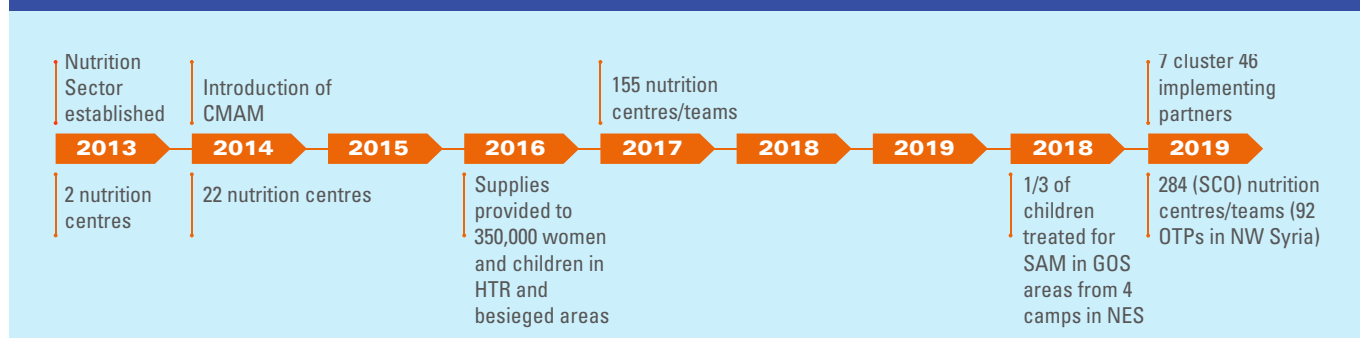 Nutrition
Sector
established
Introduction of
CMAM
155 nutrition
centres/teams
7 cluster 46
implementing
partners
2013
2014
2015
2016
2017
2018
2019
2018
2019
2 nutrition
centres
22 nutrition centres
Supplies
provided to
350,000 women
and children in
HTR and
besieged areas
1/3 of
children
treated for
SAM in GOS
areas from 4
camps in NES
284 (SCO) nutrition
centres/teams (92
OTPs in NW Syria)